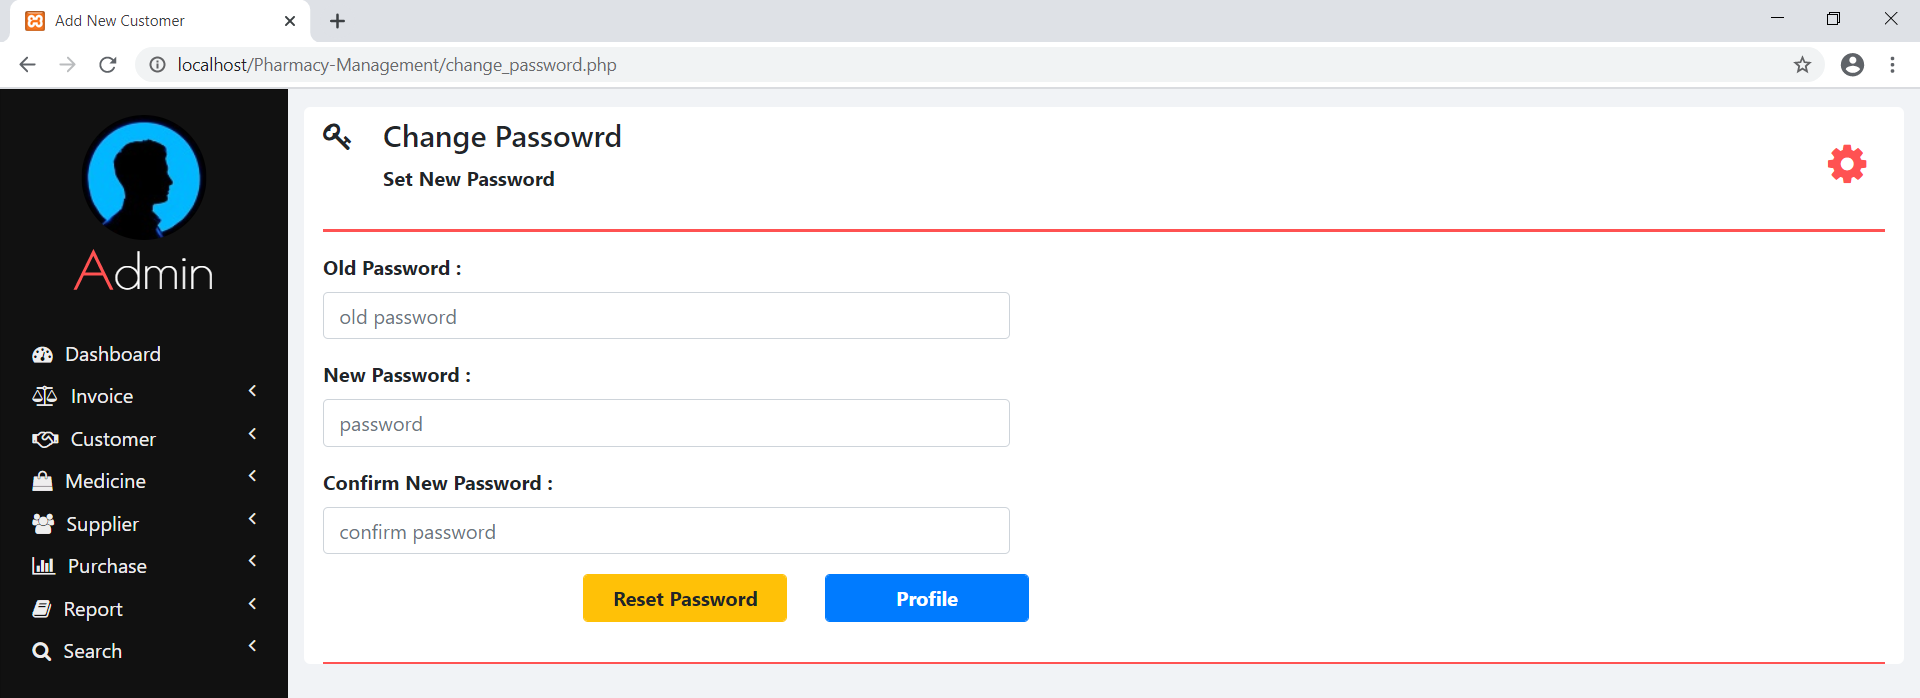 Add New Customer
localhost/Pharmacy-Management/change_password.php
Admin
Dashboard
Invoice
Customer
Medicine
Supplier
Purchase
Report
Search
Change Passowrd
Set New Password
Old Password :
old password
New Password :
password
Confirm New Password :
confirm password
Reset Password
Profile